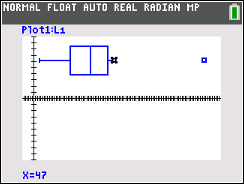 NORMAL FLOAT AUTO REAL RADIAN MP
Plot1:L1
X=47